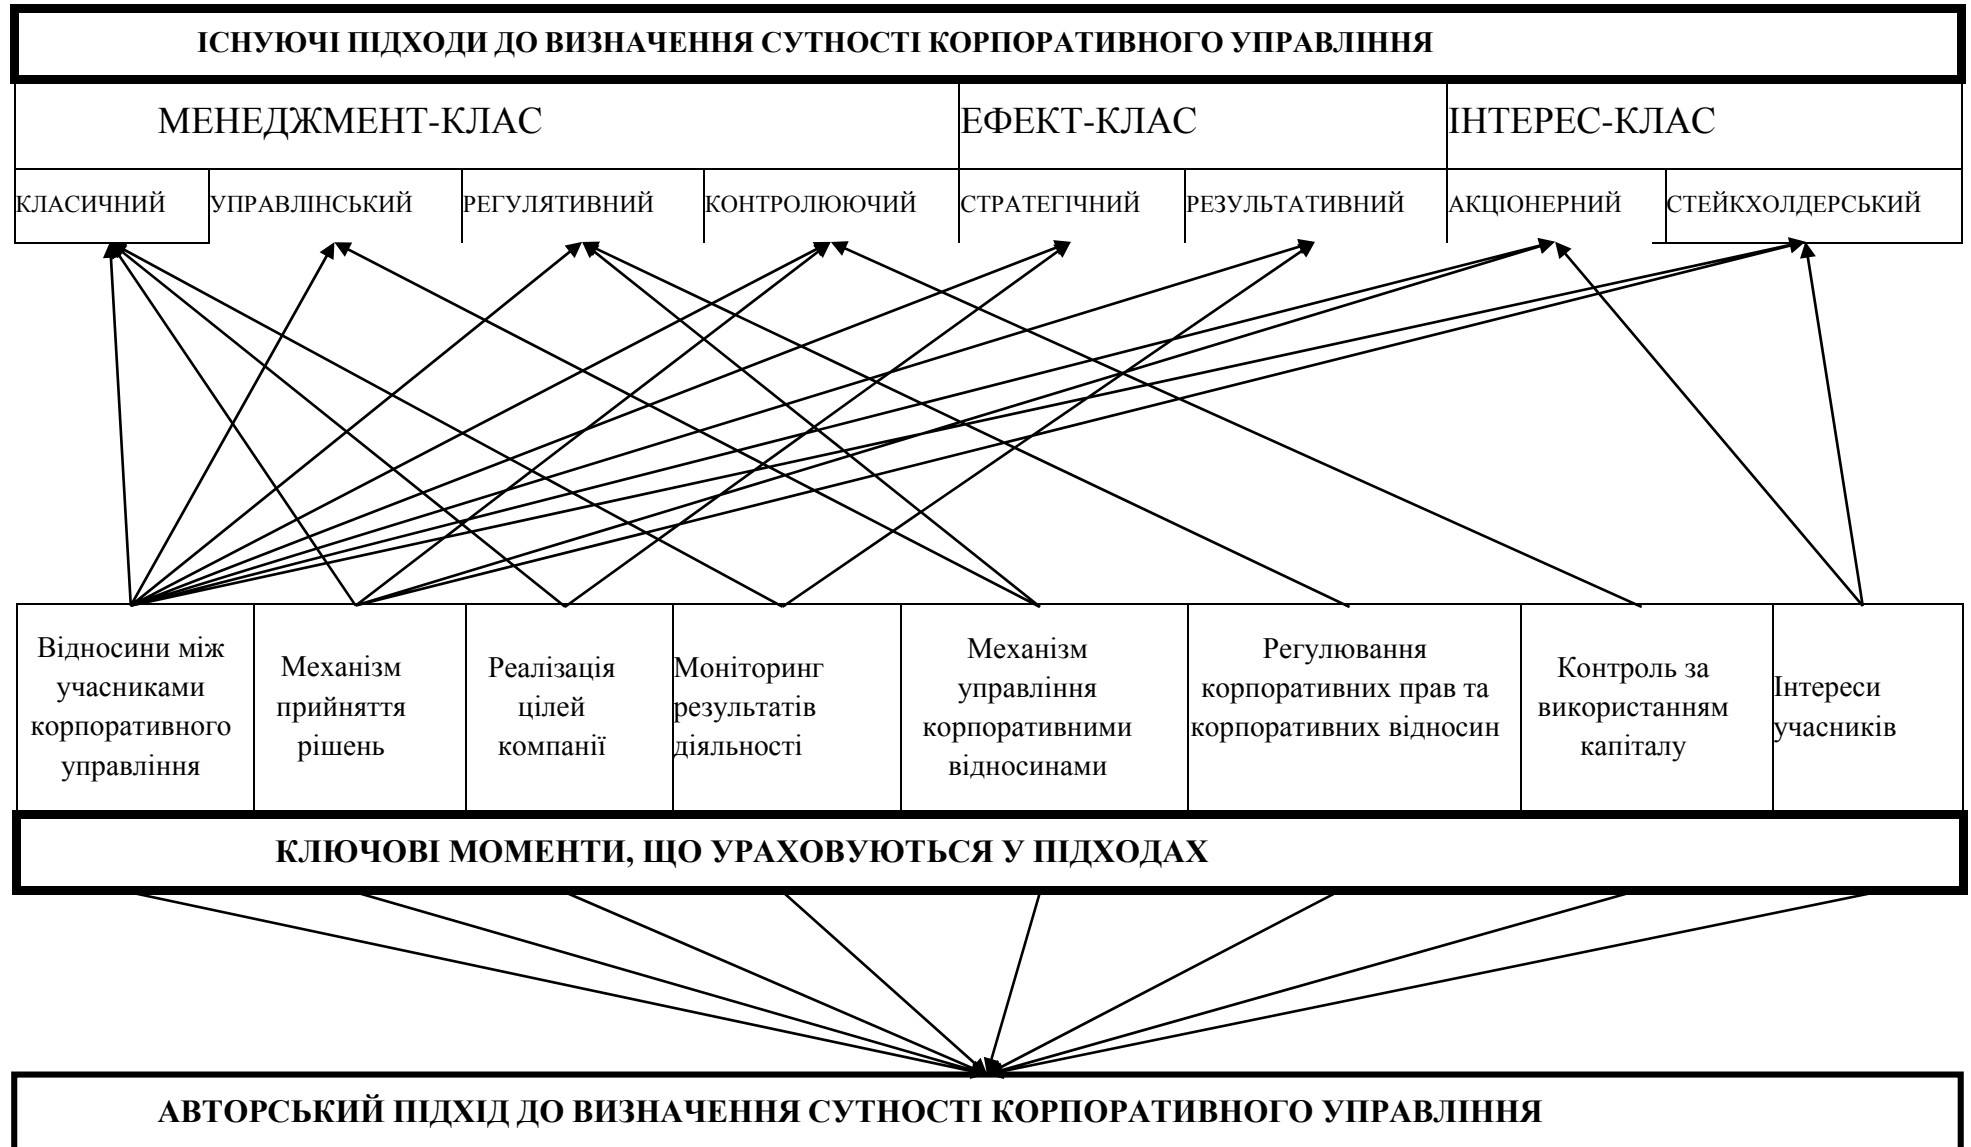 ІСНУЮЧІ ПІДХОДИ ДО ВИЗНАЧЕННЯ СУТНОСТІ КОРПОРАТИВНОГО УПРАВЛІННЯ
МЕНЕДЖМЕНТ-КЛАС
ЕФЕКТ-КЛАС
ІНТЕРЕС-КЛАС
КЛАСИЧНИЙ
УПРАВЛІНСЬКИЙ
РЕГУЛЯТИВНИЙ
КОНТРОЛЮЮЧИЙ
СТРАТЕГІЧНИЙ
РЕЗУЛЬТАТИВНИЙ
АКЦІОНЕРНИЙ
СТЕЙКХОЛДЕРСЬКИЙ
Відносини між
учасниками
корпоративного
управління
Механізм
прийняття
рішень
Реалізація
цілей
компанії
Моніторинг
результатів
діяльності
Механізм
управління
корпоративними
відносинами
Регулювання
корпоративних прав та
корпоративних відносин
Контроль за
використанням
капіталу
Інтереси
учасників
КЛЮЧОВІ МОМЕНТИ, ЩО УРАХОВУЮТЬСЯ У ПІДХОДАХ
АВТОРСЬКИЙ ПІДХІД ДО ВИЗНАЧЕННЯ СУТНОСТІ КОРПОРАТИВНОГО УПРАВЛІННЯ